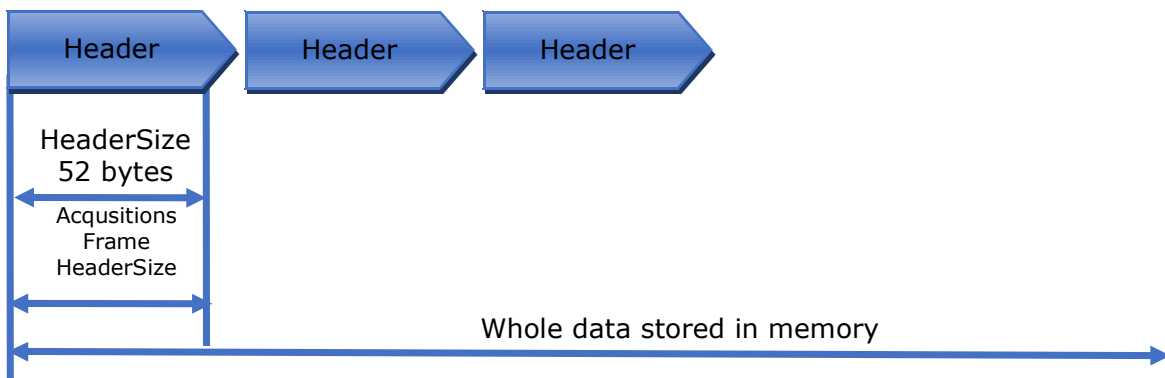 Header Header Header
HeaderSize
52 bytes
Acqusitions
Frame
HeaderSize
Whole data stored in memory